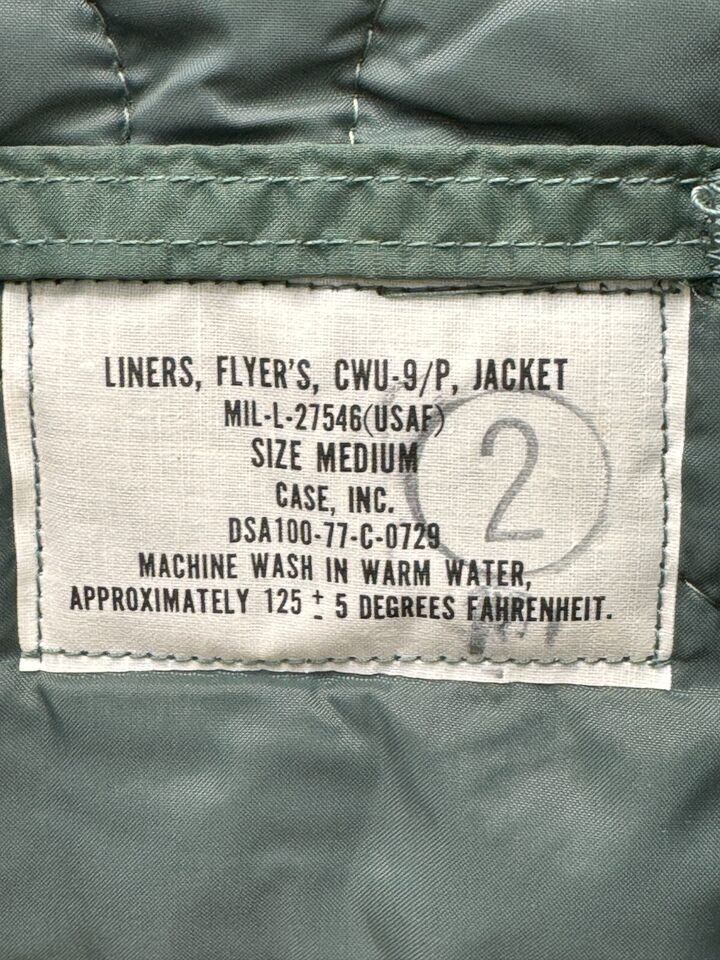 LINERS, FLYER'S, CWU-9/P, JACKET
MIL-L-27546(USAF)
SIZE MEDIUM
2
CASE, INC.
DSA100-77-C-0729
MACHINE WASH IN WARM WATER,
APPROXIMATELY 125 ± 5 DEGREES FAHRENHEIT.